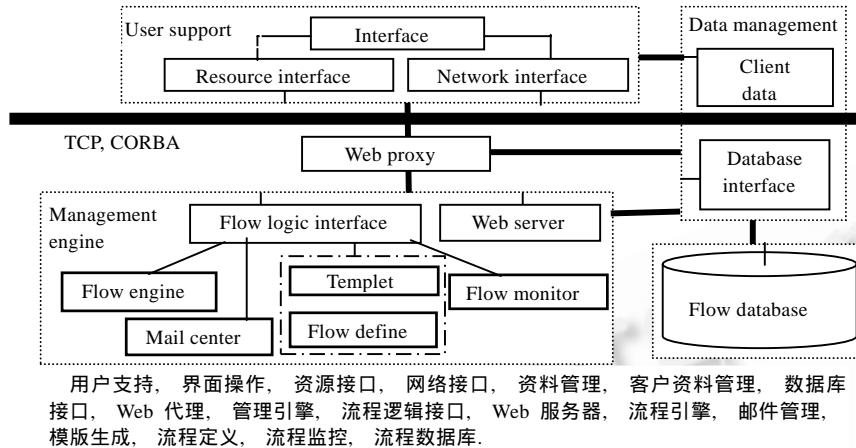 User support
Interface
Data management
Resource interface
Network interface
Client
data
TCP, CORBA
Web proxy
Database
interface
Management
engine
Flow logic interface
Web server
Flow engine
Templet
Flow monitor
Mail center
Flow define
Flow database
用户支持, 界面操作, 资源接口, 网络接口, 资料管理, 客户资料管理, 数据库
接口, Web 代理, 管理引擎, 流程逻辑接口, Web 服务器, 流程引擎, 邮件管理,
模版生成, 流程定义, 流程监控, 流程数据库.